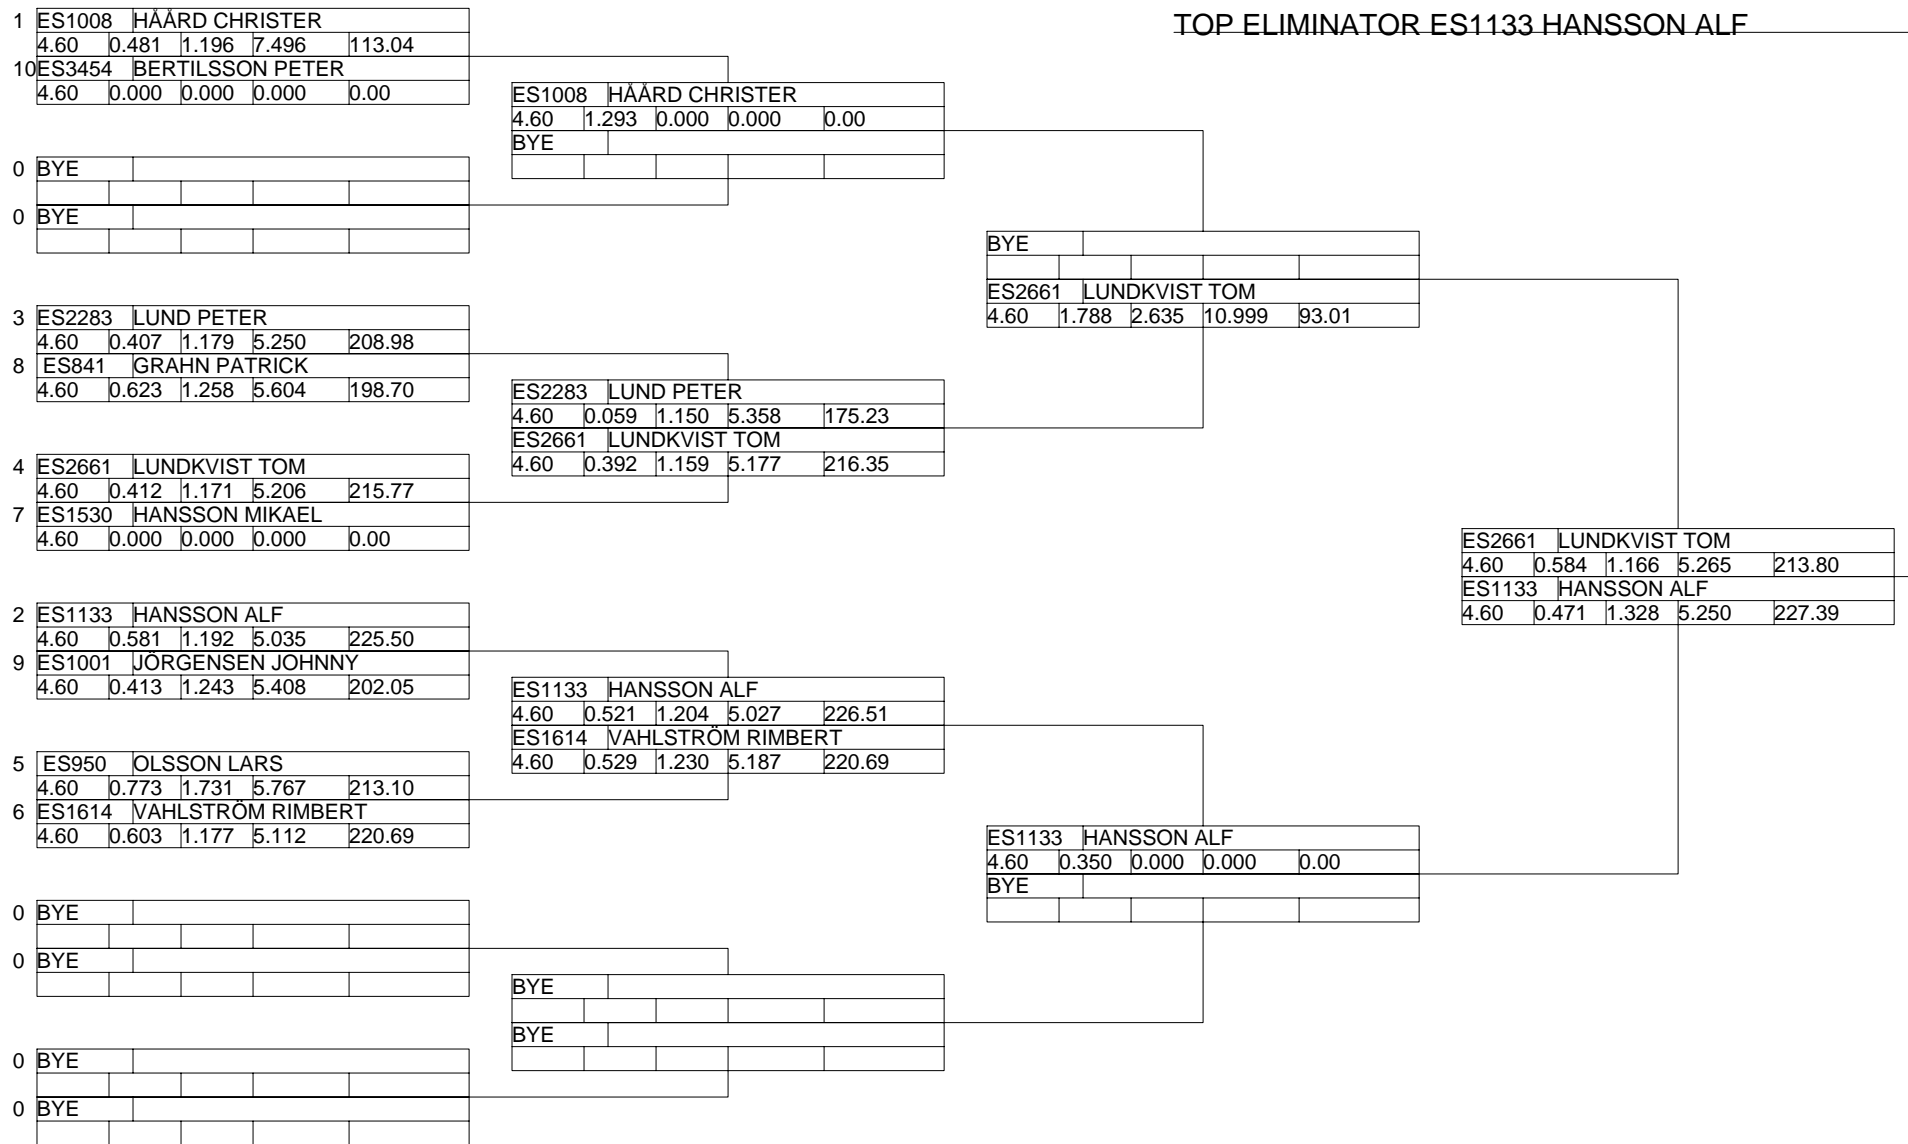 TOP ELIMINATOR ES1133 HANSSON ALF
1 ES1008 HÅÅRD CHRISTER
4.60 0.481 1.196 7.496 113.04
10 ES3454 BERTILSSON PETER
4.60 0.000 0.000 0.000 0.00
0 BYE
0 BYE
3 ES2283 LUND PETER
4.60 0.407 1.179 5.250 208.98
8 ES841 GRAHN PATRICK
4.60 0.623 1.258 5.604 198.70
4 ES2661 LUNDKVIST TOM
4.60 0.412 1.171 5.206 215.77
7 ES1530 HANSSON MIKAEL
4.60 0.000 0.000 0.000 0.00
2 ES1133 HANSSON ALF
4.60 0.581 1.192 5.035 225.50
9 ES1001 JÖRGENSEN JOHNNY
4.60 0.413 1.243 5.408 202.05
5 ES950 OLSSON LARS
4.60 0.773 1.731 5.767 213.10
6 ES1614 VAHLSTRÖM RIMBERT
4.60 0.603 1.177 5.112 220.69
0 BYE
0 BYE
0 BYE
0 BYE
ES1008 HÅÅRD CHRISTER
4.60 1.293 0.000 0.000 0.00
BYE
ES2283 LUND PETER
4.60 0.059 1.150 5.358 175.23
ES2661 LUNDKVIST TOM
4.60 0.392 1.159 5.177 216.35
ES1133 HANSSON ALF
4.60 0.521 1.204 5.027 226.51
ES1614 VAHLSTRÖM RIMBERT
4.60 0.529 1.230 5.187 220.69
BYE
BYE
BYE
ES2661 LUNDKVIST TOM
4.60 1.788 2.635 10.999 93.01
ES1133 HANSSON ALF
4.60 0.350 0.000 0.000 0.00
BYE
ES2661 LUNDKVIST TOM
4.60 0.584 1.166 5.265 213.80
ES1133 HANSSON ALF
4.60 0.471 1.328 5.250 227.39